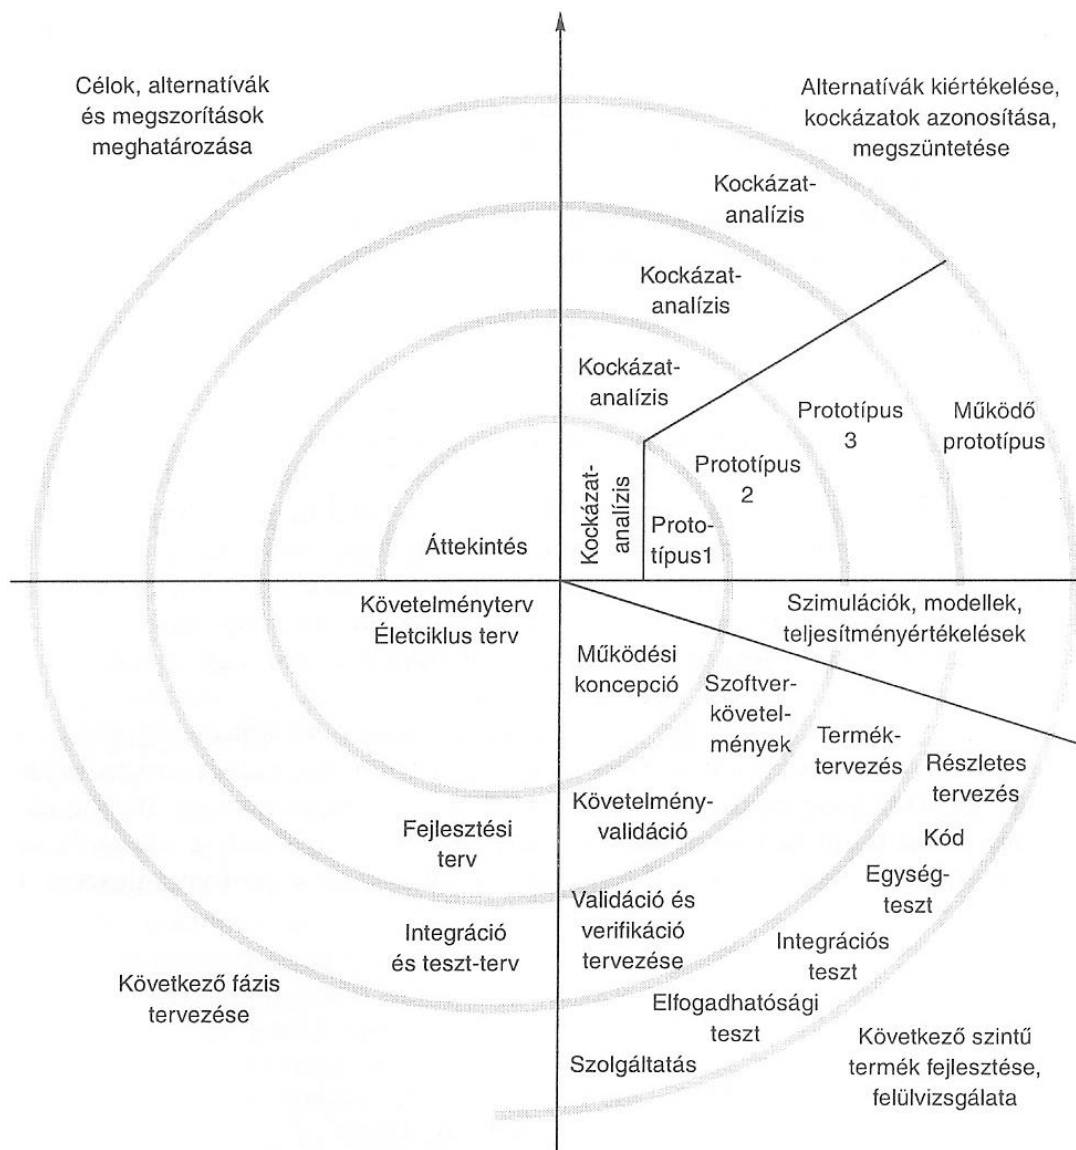 Célok, alternatívák
és megszorítások
meghatározása
Alternatívák kiértékelése,
kockázatok azonosítása,
megszüntetése
Kockázat-
analízis
Kockázat-
analízis
Kockázat-
analízis
Kockázat-
analízis
Proto-
típus1
Prototípus
2
Prototípus
3
Működő
prototípus
Áttekintés
Követelményterv
Életciklus terv
Szimulációk, modellek,
teljesítményértékelések
Működési
koncepció
Szoftver-
követel-
mények
Termék-
tervezés
Részletes
tervezés
Követelmény-
validáció
Fejlesztési
terv
Kód
Egység-
teszt
Validáció és
verifikáció
tervezése
Integráció
és teszt-terv
Integrációs
teszt
Következő fázis
tervezése
Elfogadhatósági
teszt
Szolgáltatás
Következő szintű
termék fejlesztése,
felülvizsgálata